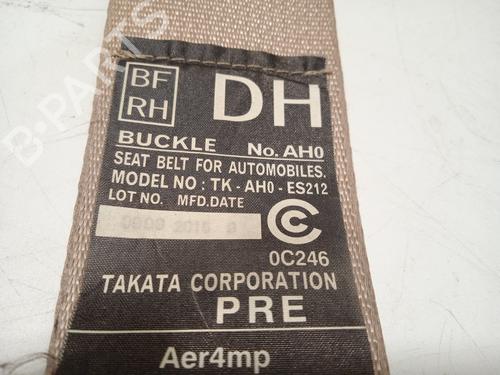 BF
RH
DH
BUCKLE No. AH0
SEAT BELT FOR AUTOMOBILES.
MODEL NO : TK - AH0 - ES212
LOT NO. MFD.DATE
2016
0C246
TAKATA CORPORATION
PRE
Aer4mp
B-PARTS